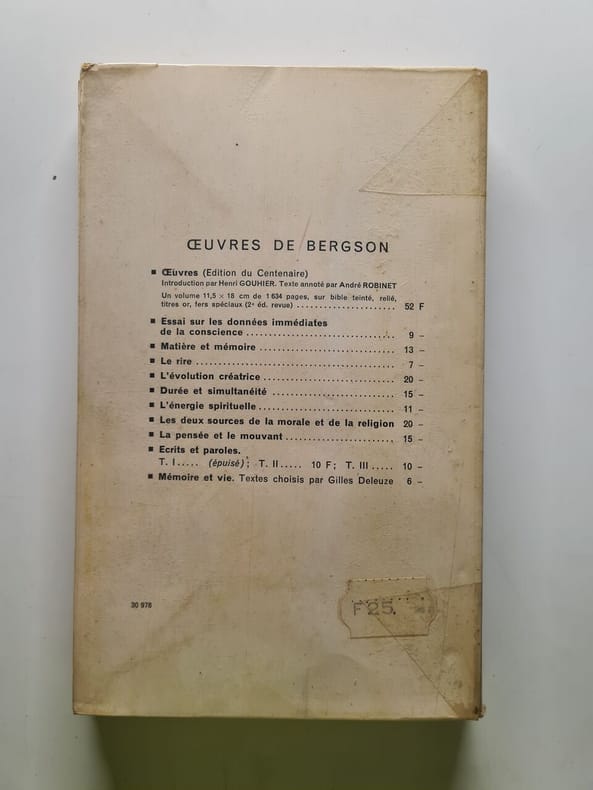 ŒUVRES DE BERGSON
■ Œuvres (Edition du Centenaire)
Introduction par Henri GOUHIER. Texte annoté par André ROBINET
Un volume 11,5 × 18 cm de 1 634 pages, sur bible teinté, relié,
titres or, fers spéciaux (2e éd. revue) ........................ 52 F
■ Essai sur les données immédiates
de la conscience .................................. 9 –
■ Matière et mémoire ............................... 13 –
■ Le rire .............................................. 7 –
■ L'évolution créatrice .............................. 20 –
■ Durée et simultanéité ............................ 15 –
■ L'énergie spirituelle ............................... 11 –
■ Les deux sources de la morale et de la religion 20 –
■ La pensée et le mouvant ......................... 15 –
■ Ecrits et paroles.
T. I..... (épuisé); T. II..... 10 F; T. III..... 10 –
■ Mémoire et vie. Textes choisis par Gilles Deleuze 6 –
30 978
F25.